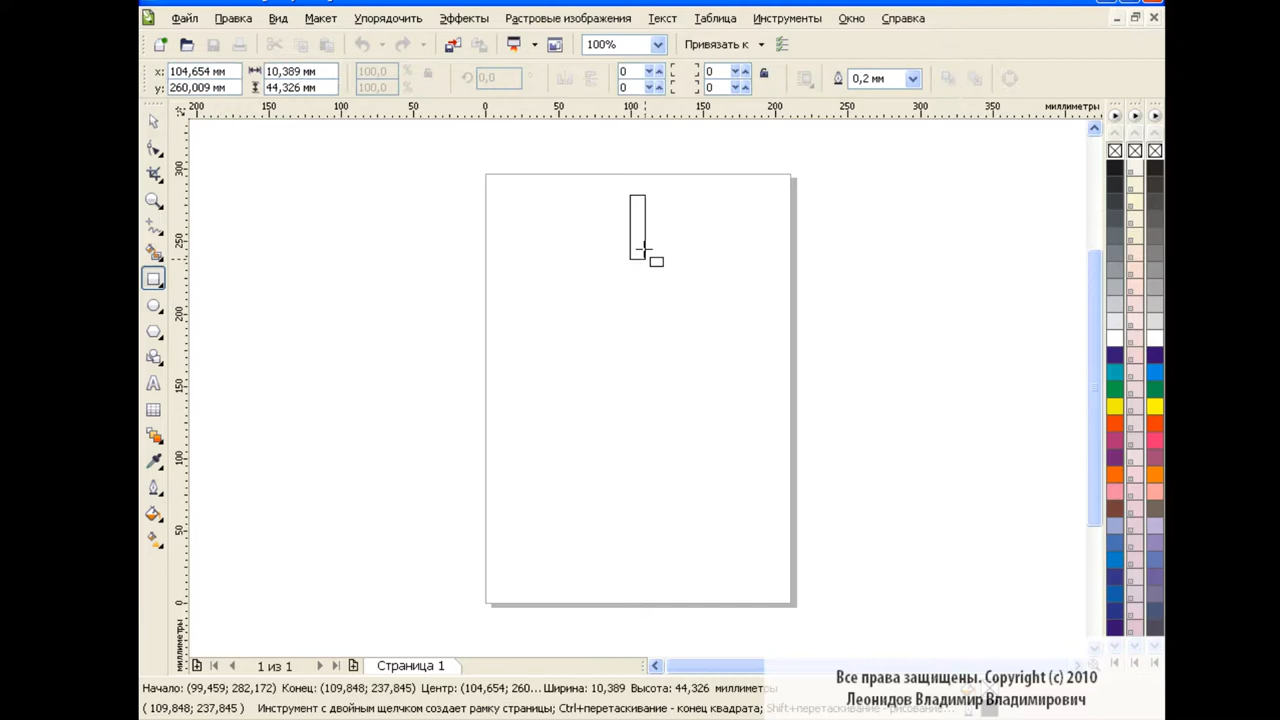 Файл Правка Вид Макет Упорядочить Эффекты Растровые изображения Текст Таблица Инструменты Окно Справка
100% Привязать к
x: 104,654 мм 10,389 мм 100,0 % 0,0 ° 0 0 0,2 мм
y: 260,009 мм 44,326 мм 100,0 % 0 0
200 150 100 50 0 50 100 150 200 250 300 350 миллиметры
300
250
200
150
100
50
0
миллиметры
1 из 1 Страница 1
Все права защищены. Copyright (c) 2010
Леонидов Владимир Владимирович
Начало: (99,459; 282,172) Конец: (109,848; 237,845) Центр: (104,654; 260... Ширина: 10,389 Высота: 44,326 миллиметры
(109,848; 237,845 ) Инструмент с двойным щелчком создает рамку страницы; Ctrl+перетаскивание - конец квадрата; Shift+перетаскивание - рисование...